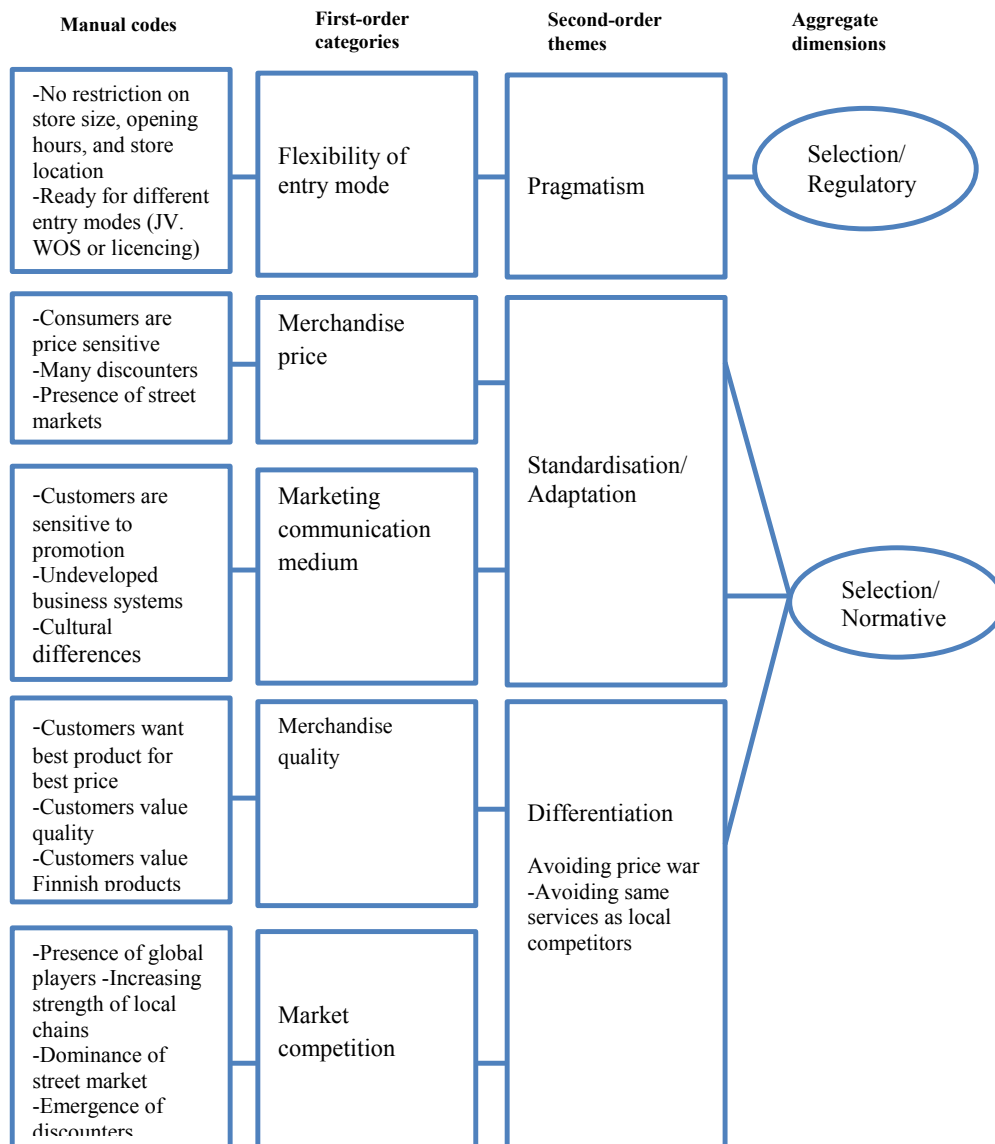 Manual codes
First-order
categories
Second-order
themes
Aggregate
dimensions
-No restriction on
store size, opening
hours, and store
location
-Ready for different
entry modes (JV.
WOS or licencing)
Flexibility of
entry mode
Pragmatism
Selection/
Regulatory
-Consumers are
price sensitive
-Many discounters
-Presence of street
markets
Merchandise
price
-Customers are
sensitive to
promotion
-Undeveloped
business systems
-Cultural
differences
Marketing
communication
medium
Standardisation/
Adaptation
Selection/
Normative
-Customers want
best product for
best price
-Customers value
quality
-Customers value
Finnish products
Merchandise
quality
Differentiation
Avoiding price war
-Avoiding same
services as local
competitors
-Presence of global
players -Increasing
strength of local
chains
-Dominance of
street market
-Emergence of
discounters
Market
competition